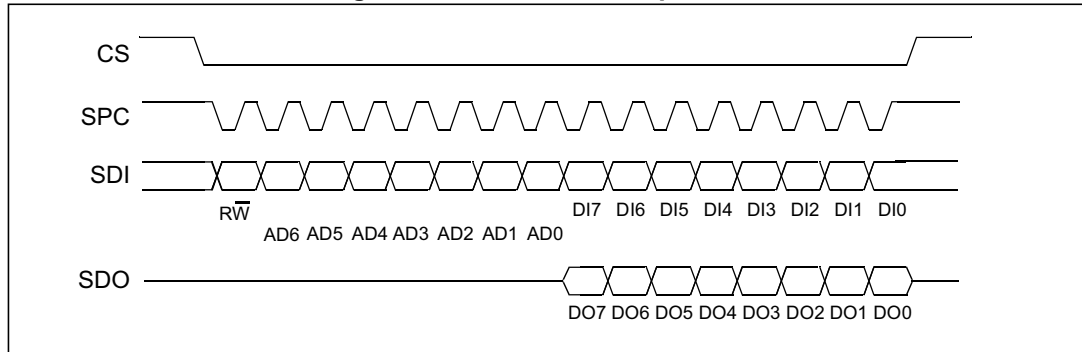 CS
SPC
SDI
RW̅ DI7 DI6 DI5 DI4 DI3 DI2 DI1 DI0
AD6 AD5 AD4 AD3 AD2 AD1 AD0
SDO
DO7 DO6 DO5 DO4 DO3 DO2 DO1 DO0